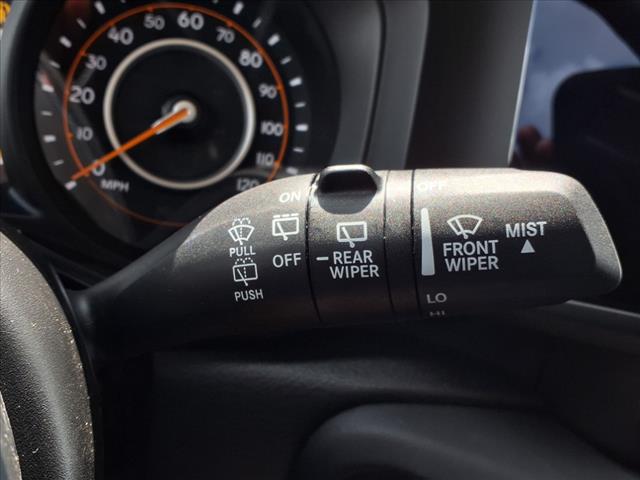 60
40
70
30
80
20
90
10
100
0
110
MPH
120
ON
OFF
PULL
OFF
PUSH
REAR
WIPER
FRONT
WIPER
MIST
LO
HI